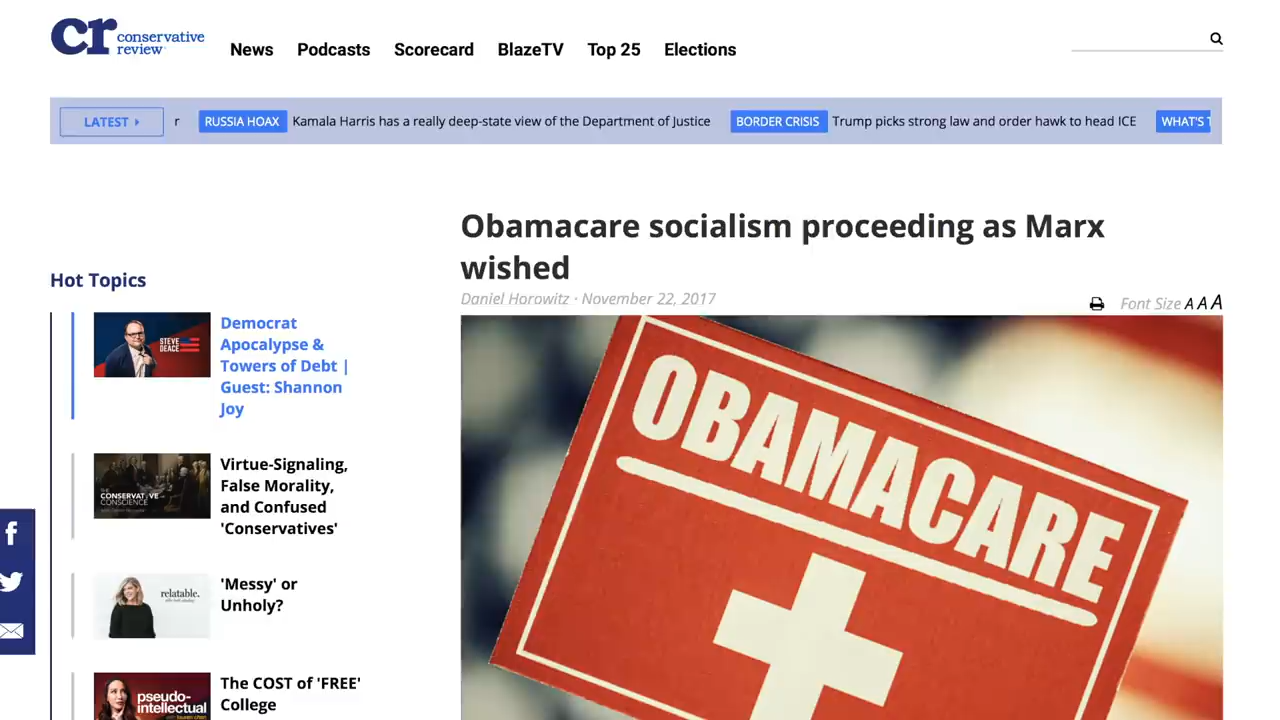 cr conservative
review
News Podcasts Scorecard BlazeTV Top 25 Elections
LATEST r RUSSIA HOAX Kamala Harris has a really deep-state view of the Department of Justice BORDER CRISIS Trump picks strong law and order hawk to head ICE WHAT'S T
Obamacare socialism proceeding as Marx
wished
Daniel Horowitz · November 22, 2017
Font Size A A A
Hot Topics
STEVE
DEACE
Democrat
Apocalypse &
Towers of Debt |
Guest: Shannon
Joy
THE
CONSERVATIVE
CONSCIENCE
Virtue-Signaling,
False Morality,
and Confused
'Conservatives'
relatable.
'Messy' or
Unholy?
pseudo-
intellectual
with lauren chen
The COST of 'FREE'
College
OBAMACARE